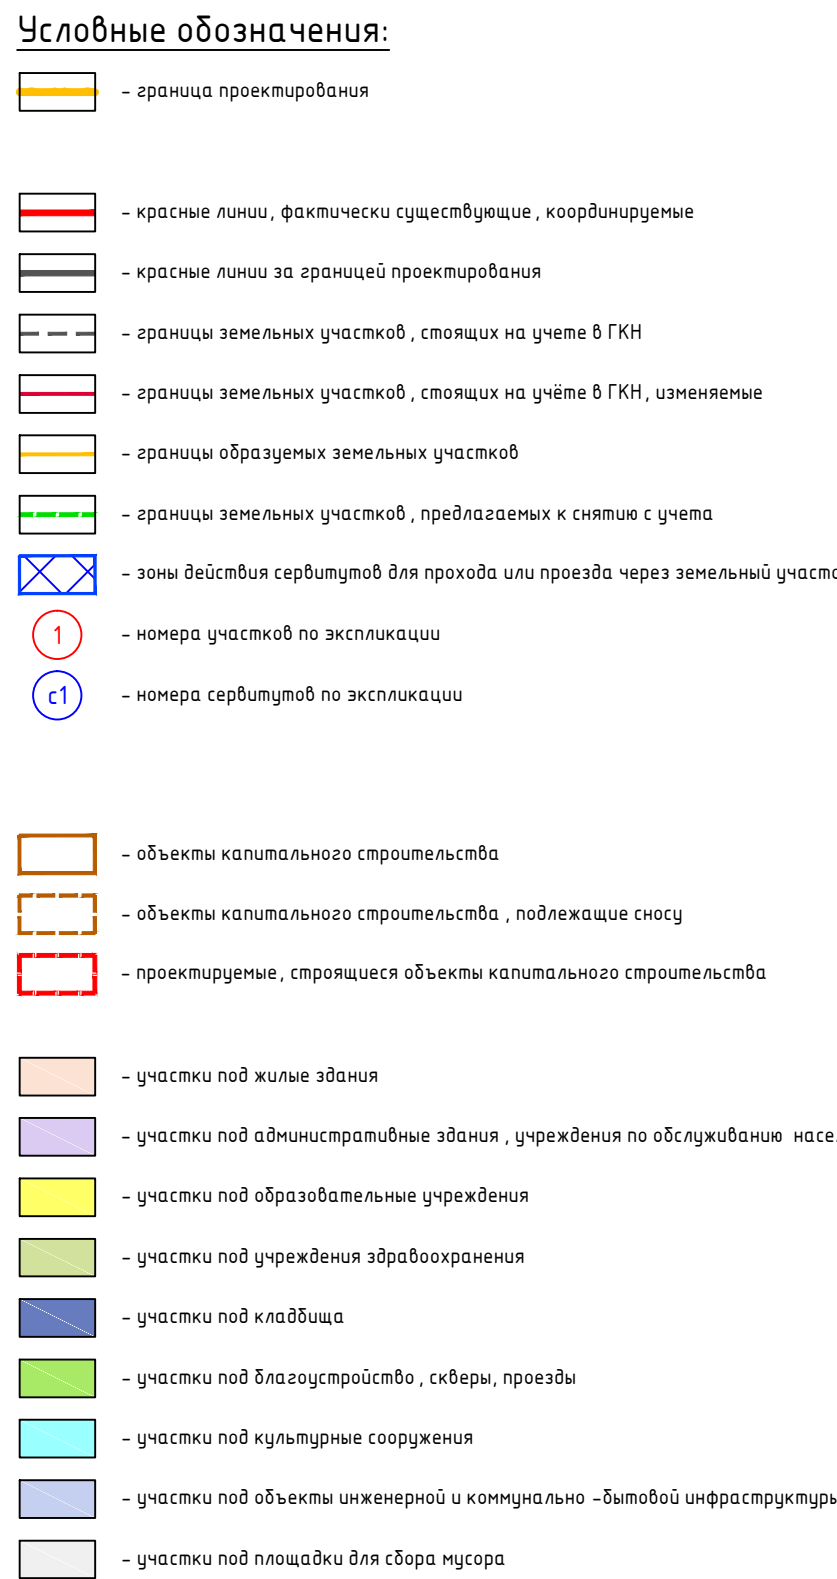 Условные обозначения:
- граница проектирования
- красные линии, фактически существующие, координируемые
- красные линии за границей проектирования
- границы земельных участков, стоящих на учете в ГКН
- границы земельных участков, стоящих на учёте в ГКН, изменяемые
- границы образуемых земельных участков
- границы земельных участков, предлагаемых к снятию с учета
- зоны действия сервитутов для прохода или проезда через земельный
1 - номера участков по экспликации
с1 - номера сервитутов по экспликации
- объекты капитального строительства
- объекты капитального строительства, подлежащие сносу
- проектируемые, строящиеся объекты капитального строительства
- участки под жилые здания
- участки под административные здания, учреждения по обслуживанию
- участки под образовательные учреждения
- участки под учреждения здравоохранения
- участки под кладбища
- участки под благоустройство, скверы, проезды
- участки под культурные сооружения
- участки под объекты инженерной и коммунально-бытовой инфраструктуры
- участки под площадки для сбора мусора